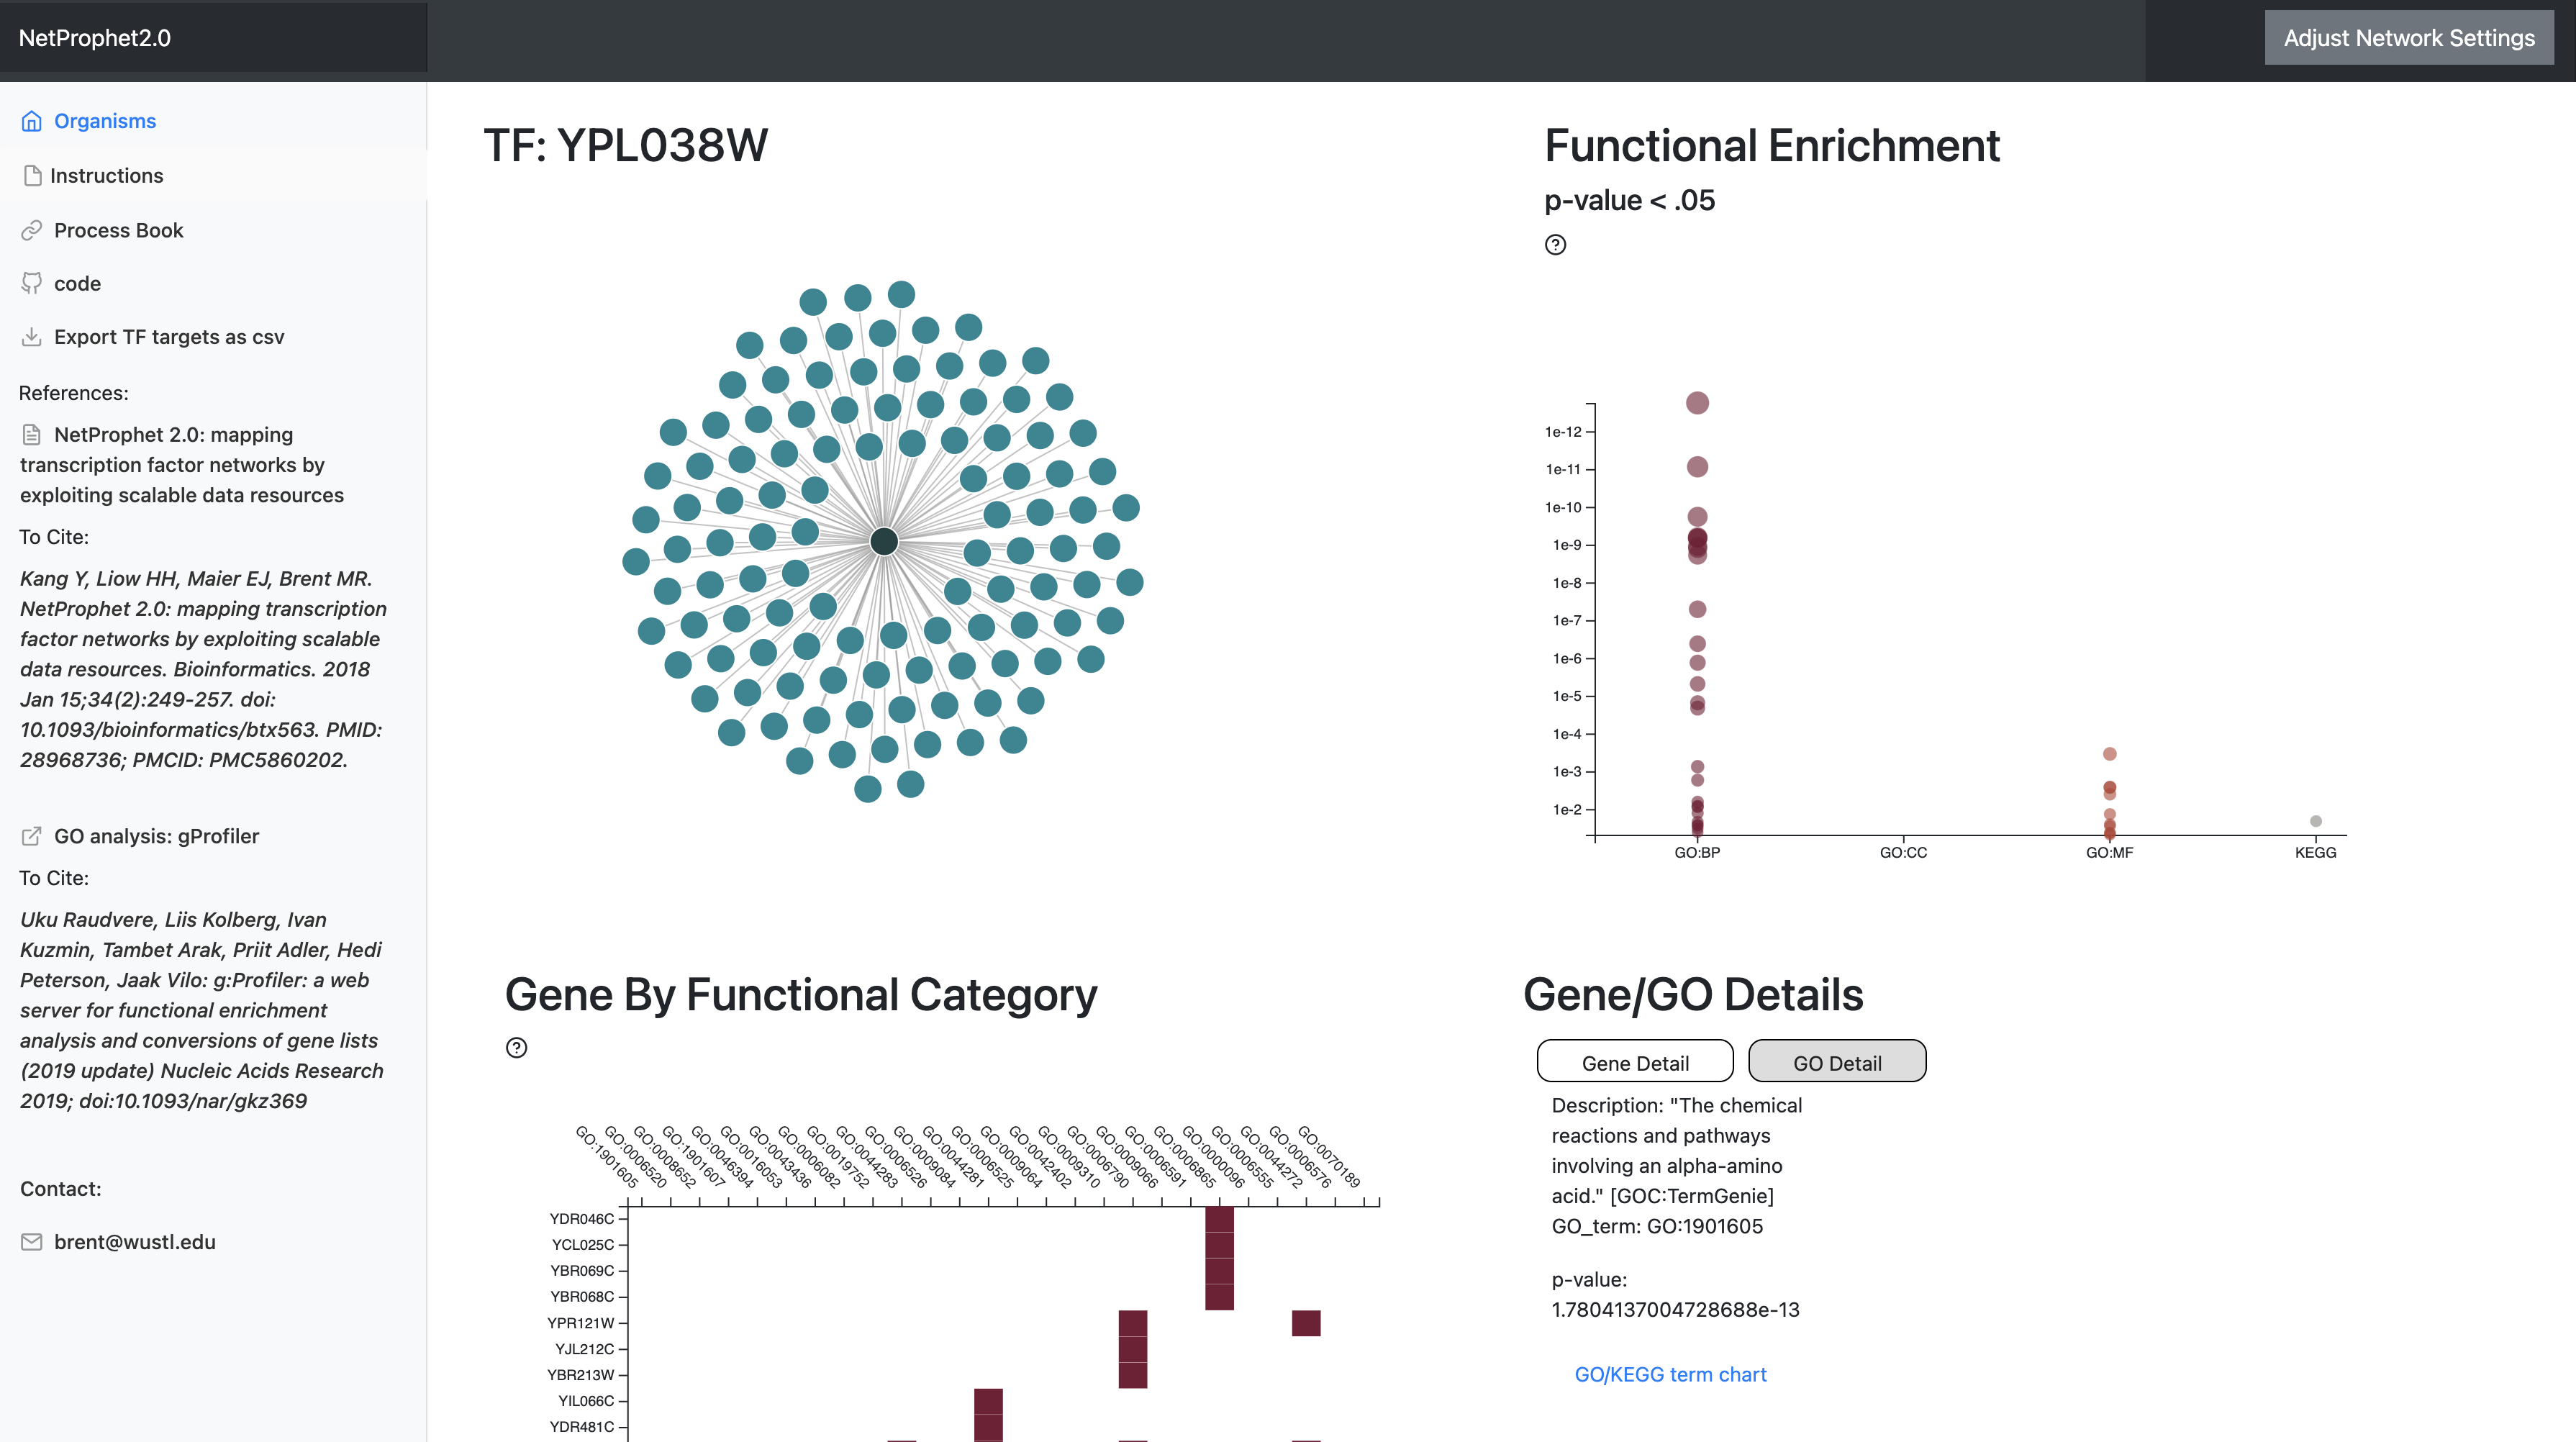 NetProphet2.0
Adjust Network Settings
Organisms
Instructions
Process Book
code
Export TF targets as csv
References:
NetProphet 2.0: mapping
transcription factor networks by
exploiting scalable data resources
To Cite:
Kang Y, Liow HH, Maier EJ, Brent MR.
NetProphet 2.0: mapping transcription
factor networks by exploiting scalable
data resources. Bioinformatics. 2018
Jan 15;34(2):249-257. doi:
10.1093/bioinformatics/btx563. PMID:
28968736; PMCID: PMC5860202.
GO analysis: gProfiler
To Cite:
Uku Raudvere, Liis Kolberg, Ivan
Kuzmin, Tambet Arak, Priit Adler, Hedi
Peterson, Jaak Vilo: g:Profiler: a web
server for functional enrichment
analysis and conversions of gene lists
(2019 update) Nucleic Acids Research
2019; doi:10.1093/nar/gkz369
Contact:
brent@wustl.edu
TF: YPL038W
Functional Enrichment
p-value < .05
1e-12
1e-11
1e-10
1e-9
1e-8
1e-7
1e-6
1e-5
1e-4
1e-3
1e-2
GO:BP
GO:CC
GO:MF
KEGG
Gene By Functional Category
GO:1901605
GO:0006520
GO:0008652
GO:1901607
GO:0046394
GO:0016053
GO:0043436
GO:0006082
GO:0019752
GO:0044283
GO:0006526
GO:0009084
GO:0044281
GO:0006525
GO:0009064
GO:0042402
GO:0009310
GO:0006790
GO:0009066
GO:0006591
GO:0006865
GO:0000096
GO:0006555
GO:0044272
GO:0006576
GO:0070189
YDR046C
YCL025C
YBR069C
YBR068C
YPR121W
YJL212C
YBR213W
YIL066C
YDR481C
Gene/GO Details
Gene Detail
GO Detail
Description: "The chemical
reactions and pathways
involving an alpha-amino
acid." [GOC:TermGenie]
GO_term: GO:1901605
p-value:
1.7804137004728688e-13
GO/KEGG term chart